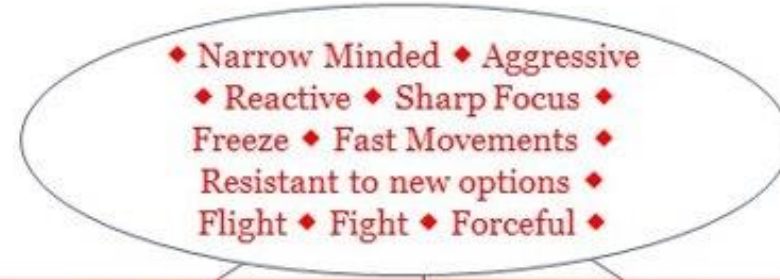 ◆ Narrow Minded ◆ Aggressive
◆ Reactive ◆ Sharp Focus ◆
Freeze ◆ Fast Movements ◆
Resistant to new options ◆
Flight ◆ Fight ◆ Forceful ◆